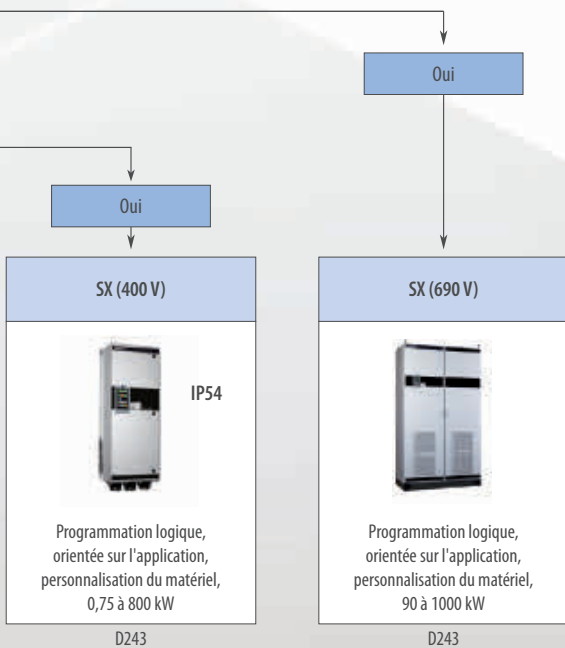 Oui
Oui
SX (400 V)
IP54
Programmation logique,
orientée sur l'application,
personnalisation du matériel,
0,75 à 800 kW
D243
SX (690 V)
Programmation logique,
orientée sur l'application,
personnalisation du matériel,
90 à 1000 kW
D243